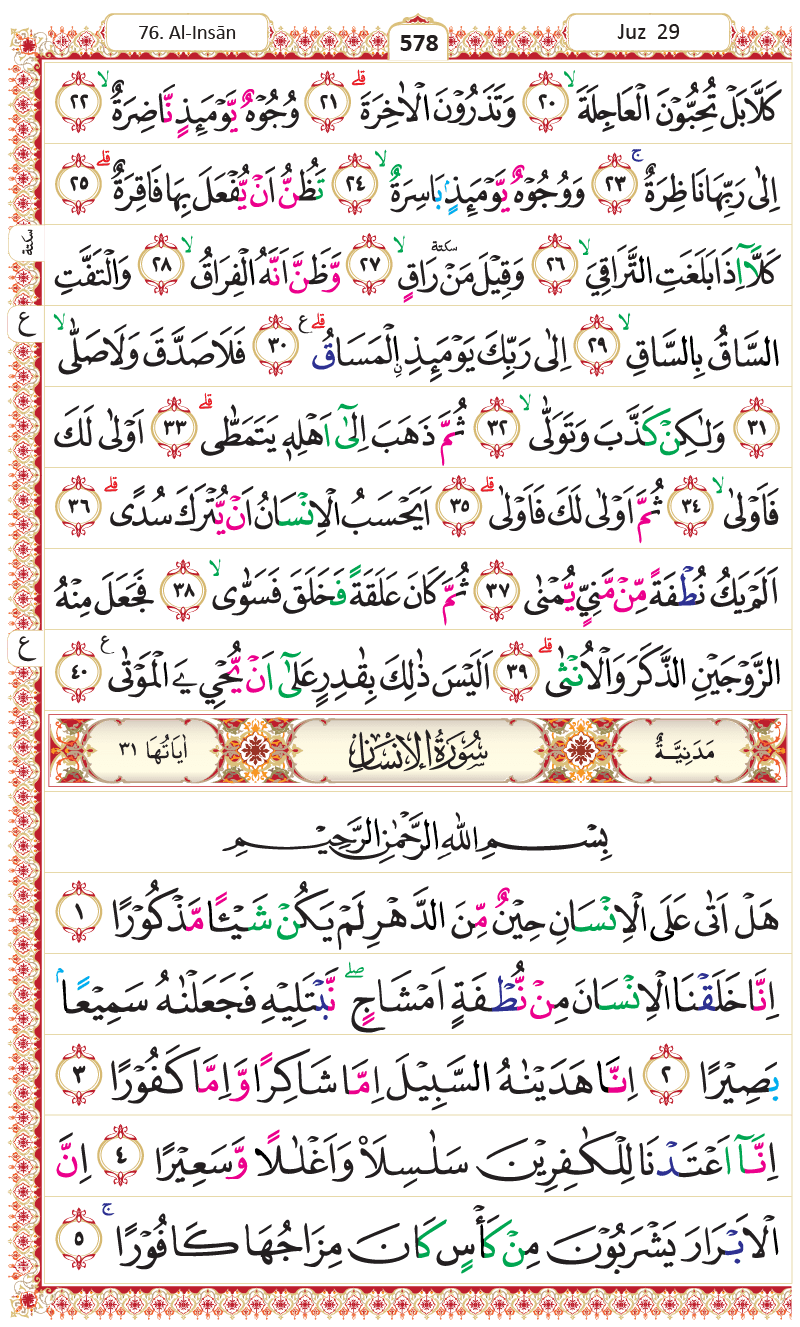 76. Al-Insān
578
Juz 29
كَلَّا بَلْ تُحِبُّوْنَ الْعَاجِلَةَ ۙ ﴿٢٠﴾ وَتَذَرُوْنَ الْاٰخِرَةَ ۗ ﴿٢١﴾ وُجُوْهٌ يَّوْمَئِذٍ نَّاضِرَةٌ ۙ ﴿٢٢﴾
اِلٰى رَبِّهَا نَاظِرَةٌ ۚ ﴿٢٣﴾ وَوُجُوْهٌ يَّوْمَئِذٍۢ بَاسِرَةٌ ۙ ﴿٢٤﴾ تَظُنُّ اَنْ يُّفْعَلَ بِهَا فَاقِرَةٌ ۗ ﴿٢٥﴾
كَلَّآ اِذَا بَلَغَتِ التَّرَاقِيَ ۙ ﴿٢٦﴾ وَقِيْلَ مَنْ ۜ رَاقٍ ۙ ﴿٢٧﴾ وَّظَنَّ اَنَّهُ الْفِرَاقُ ۙ ﴿٢٨﴾ وَالْتَفَّتِ
سكتة
السَّاقُ بِالسَّاقِ ۙ ﴿٢٩﴾ اِلٰى رَبِّكَ يَوْمَئِذِ ِۨالْمَسَاقُ ۗ ع ﴿٣٠﴾ فَلَا صَدَّقَ وَلَا صَلّٰى ۙ
ع
﴿٣١﴾ وَلٰكِنْ كَذَّبَ وَتَوَلّٰى ۙ ﴿٣٢﴾ ثُمَّ ذَهَبَ اِلٰٓى اَهْلِهٖ يَتَمَطّٰى ۗ ﴿٣٣﴾ اَوْلٰى لَكَ
فَاَوْلٰى ۙ ﴿٣٤﴾ ثُمَّ اَوْلٰى لَكَ فَاَوْلٰى ۗ ﴿٣٥﴾ اَيَحْسَبُ الْاِنْسَانُ اَنْ يُّتْرَكَ سُدًى ۗ ﴿٣٦﴾
اَلَمْ يَكُ نُطْفَةً مِّنْ مَّنِيٍّ يُّمْنٰى ﴿٣٧﴾ ثُمَّ كَانَ عَلَقَةً فَخَلَقَ فَسَوّٰى ۙ ﴿٣٨﴾ فَجَعَلَ مِنْهُ
الزَّوْجَيْنِ الذَّكَرَ وَالْاُنْثٰى ۗ ﴿٣٩﴾ اَلَيْسَ ذٰلِكَ بِقٰدِرٍ عَلٰٓى اَنْ يُّحْيِۦَ الْمَوْتٰى ع ﴿٤٠﴾
ع
مَدَنِيَّةٌ سُوْرَةُ الْاِنْسَانِ اٰيَاتُهَا ٣١
بِسْمِ اللّٰهِ الرَّحْمٰنِ الرَّحِيْمِ
هَلْ اَتٰى عَلَى الْاِنْسَانِ حِيْنٌ مِّنَ الدَّهْرِ لَمْ يَكُنْ شَيْـًٔا مَّذْكُوْرًا ﴿١﴾
اِنَّا خَلَقْنَا الْاِنْسَانَ مِنْ نُّطْفَةٍ اَمْشَاجٍ ۖ نَّبْتَلِيْهِ فَجَعَلْنٰهُ سَمِيْعًاۢ
بَصِيْرًا ﴿٢﴾ اِنَّا هَدَيْنٰهُ السَّبِيْلَ اِمَّا شَاكِرًا وَّاِمَّا كَفُوْرًا ﴿٣﴾
اِنَّآ اَعْتَدْنَا لِلْكٰفِرِيْنَ سَلٰسِلَا۟ وَاَغْلٰلًا وَّسَعِيْرًا ﴿٤﴾ اِنَّ
الْاَبْرَارَ يَشْرَبُوْنَ مِنْ كَأْسٍ كَانَ مِزَاجُهَا كَافُوْرًا ۚ ﴿٥﴾